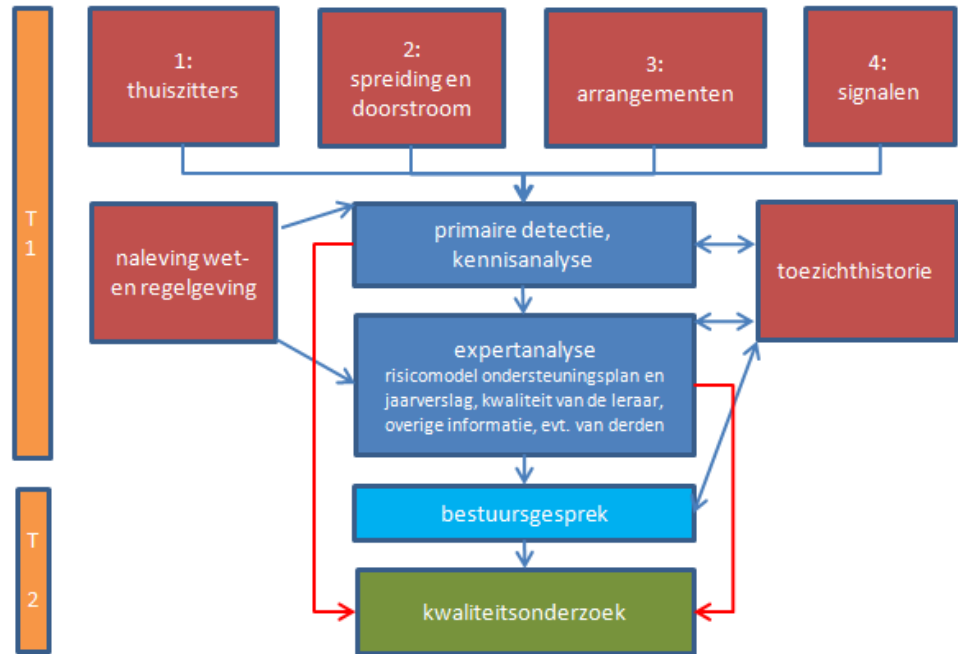 T
1
1:
thuiszitters
2:
spreiding en
doorstroom
3:
arrangementen
4:
signalen
naleving wet-
en regelgeving
primaire detectie,
kennisanalyse
toezichthistorie
expertanalyse
risicomodel ondersteuningsplan en
jaarverslag, kwaliteit van de leraar,
overige informatie, evt. van derden
T
2
bestuursgesprek
kwaliteitsonderzoek